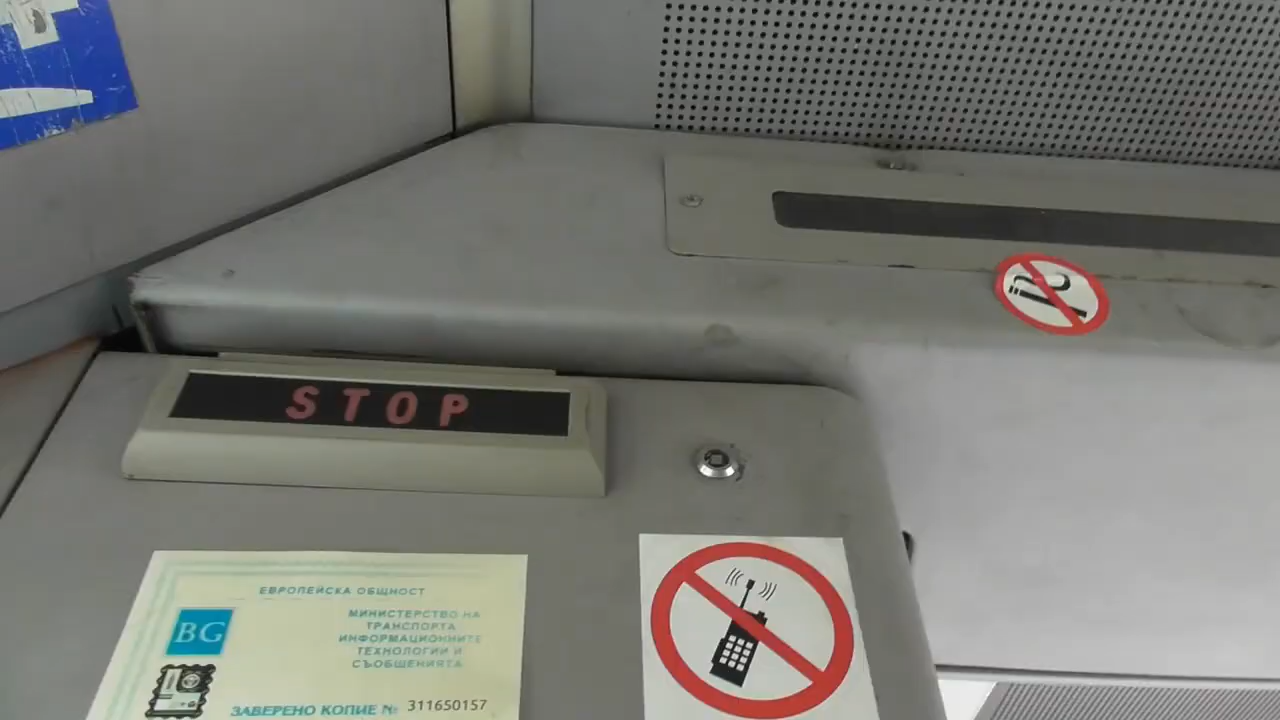 STOP
ЕВРОПЕЙСКА ОБЩНОСТ
BG
МИНИСТЕРСТВО НА
ТРАНСПОРТА
ИНФОРМАЦИОННИТЕ
ТЕХНОЛОГИИ И
СЪОБЩЕНИЯТА
ЗАВЕРЕНО КОПИЕ № 311650157